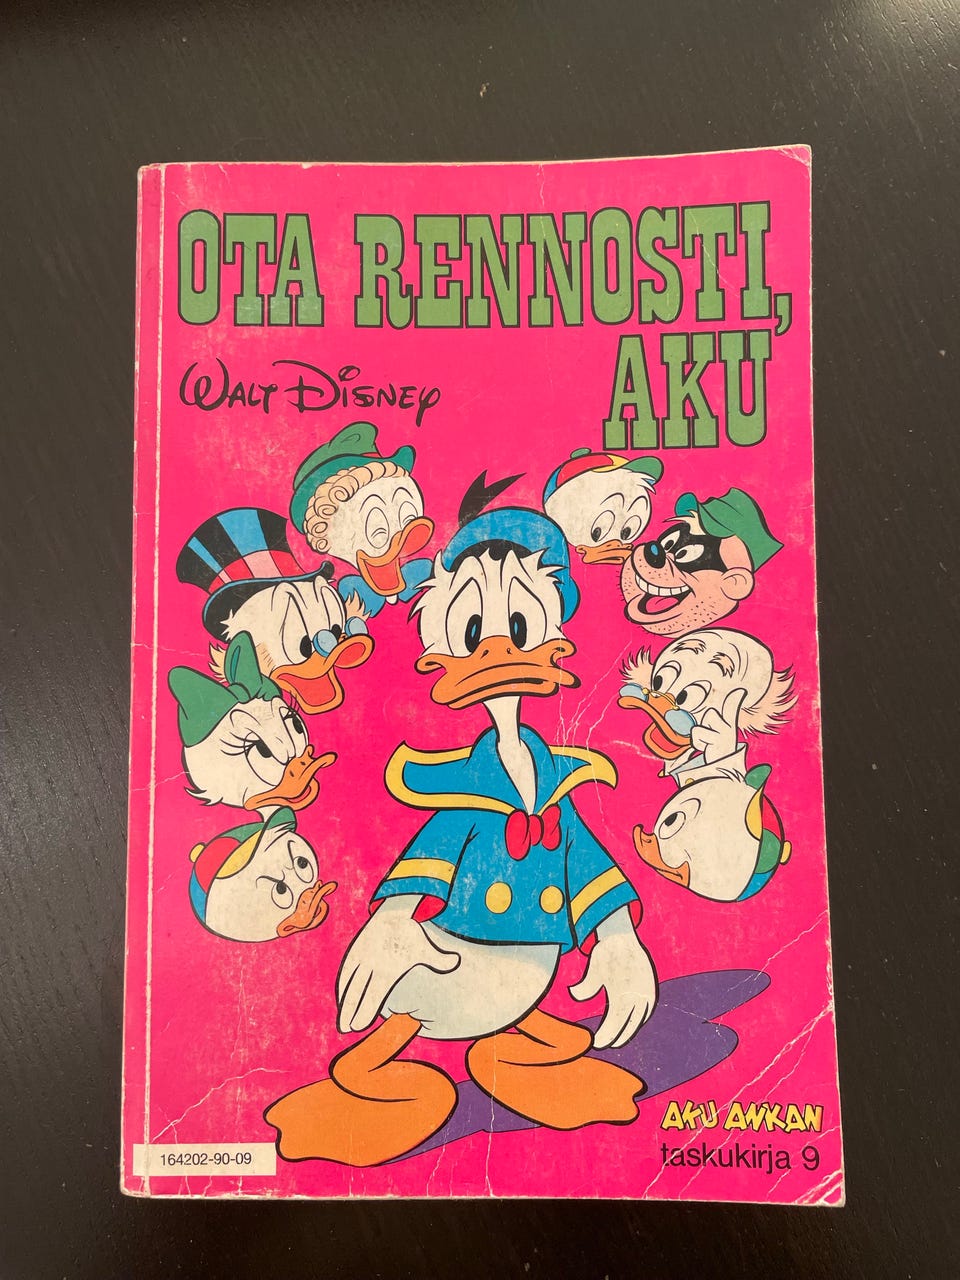 OTA RENNOSTI,
AKU
WALT DISNEY
AKU ANKAN
taskukirja 9
164202-90-09